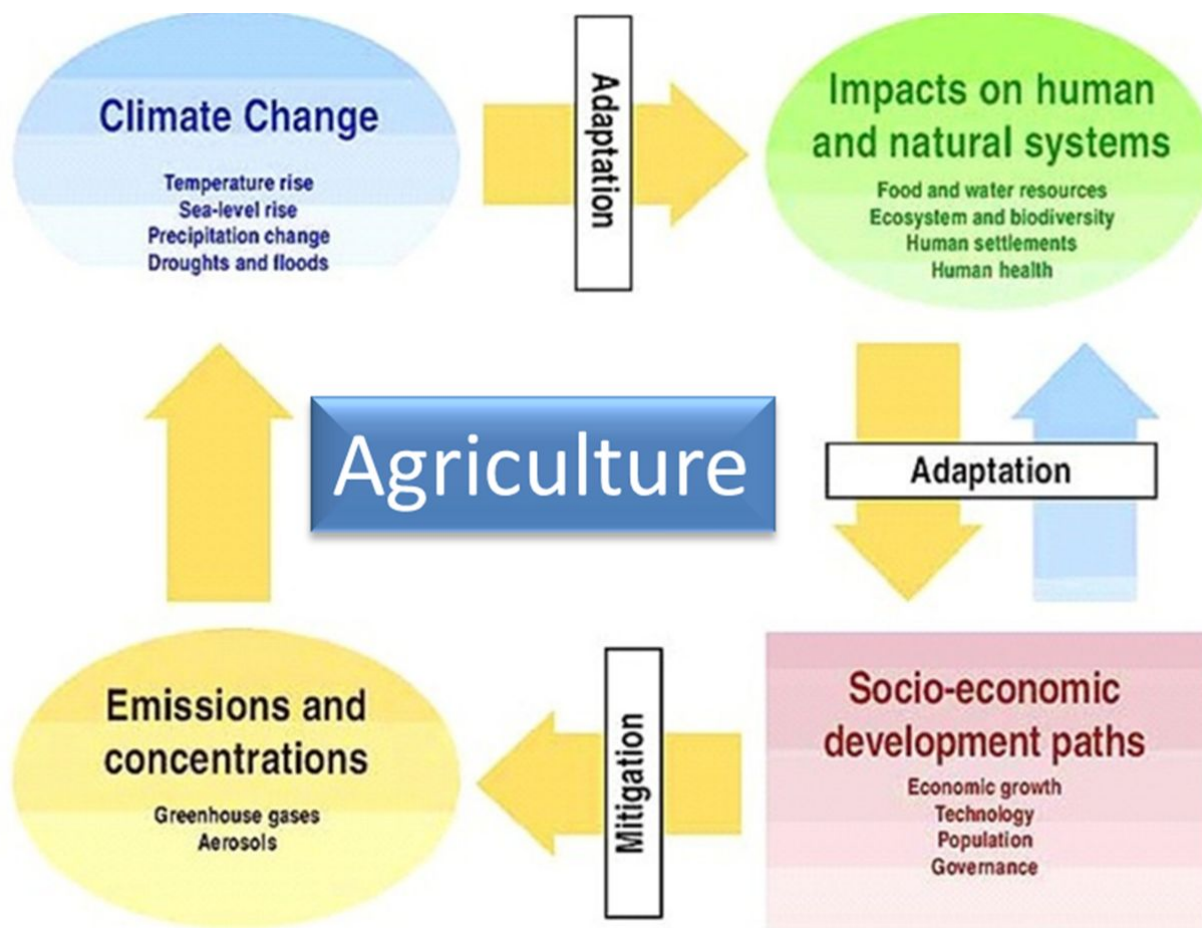 Climate Change
Temperature rise
Sea-level rise
Precipitation change
Droughts and floods
Adaptation
Impacts on human
and natural systems
Food and water resources
Ecosystem and biodiversity
Human settlements
Human health
Agriculture
Adaptation
Emissions and
concentrations
Greenhouse gases
Aerosols
Mitigation
Socio-economic
development paths
Economic growth
Technology
Population
Governance